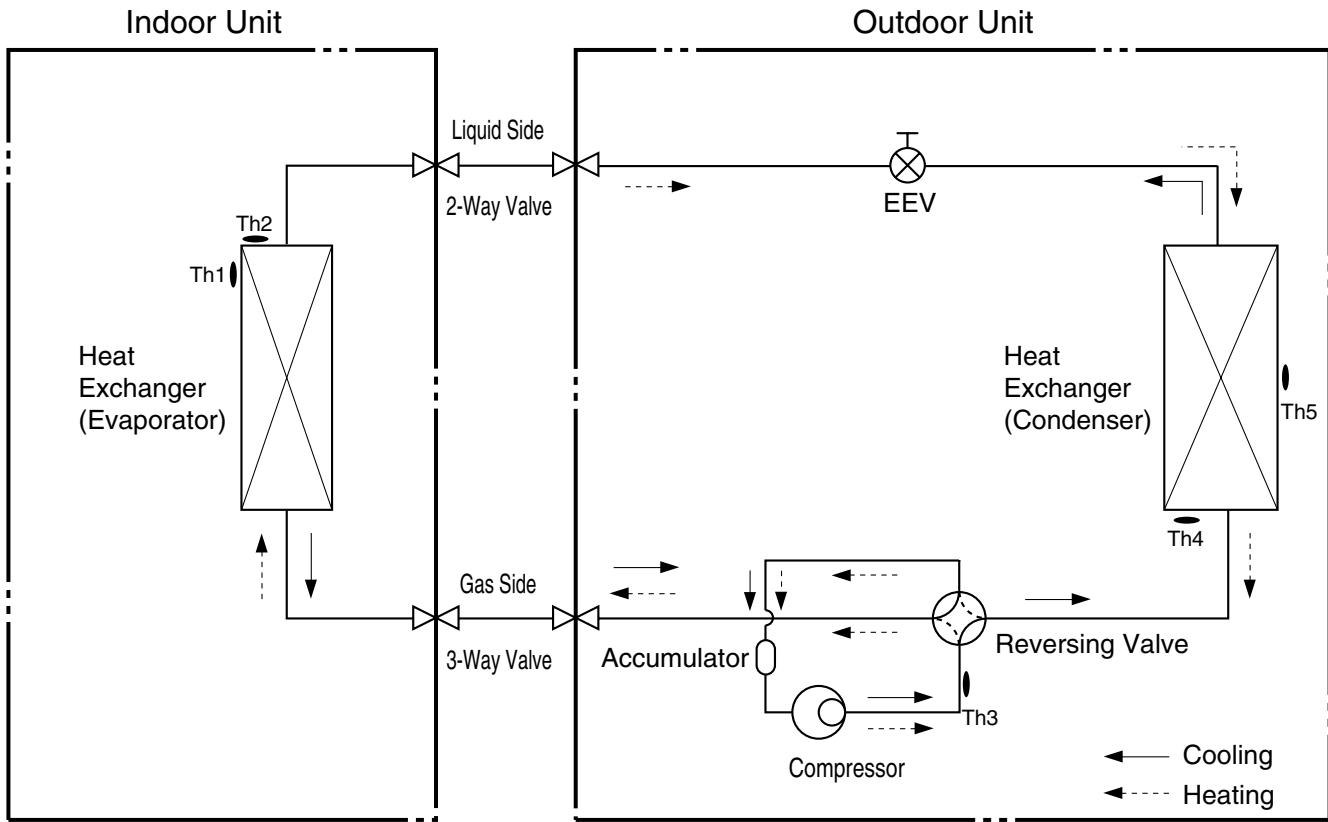 Indoor Unit
Outdoor Unit
Liquid Side
2-Way Valve
EEV
Th2
Th1
Heat
Exchanger
(Evaporator)
Heat
Exchanger
(Condenser)
Th5
Th4
Gas Side
3-Way Valve
Accumulator
Reversing Valve
Th3
Compressor
Cooling
Heating